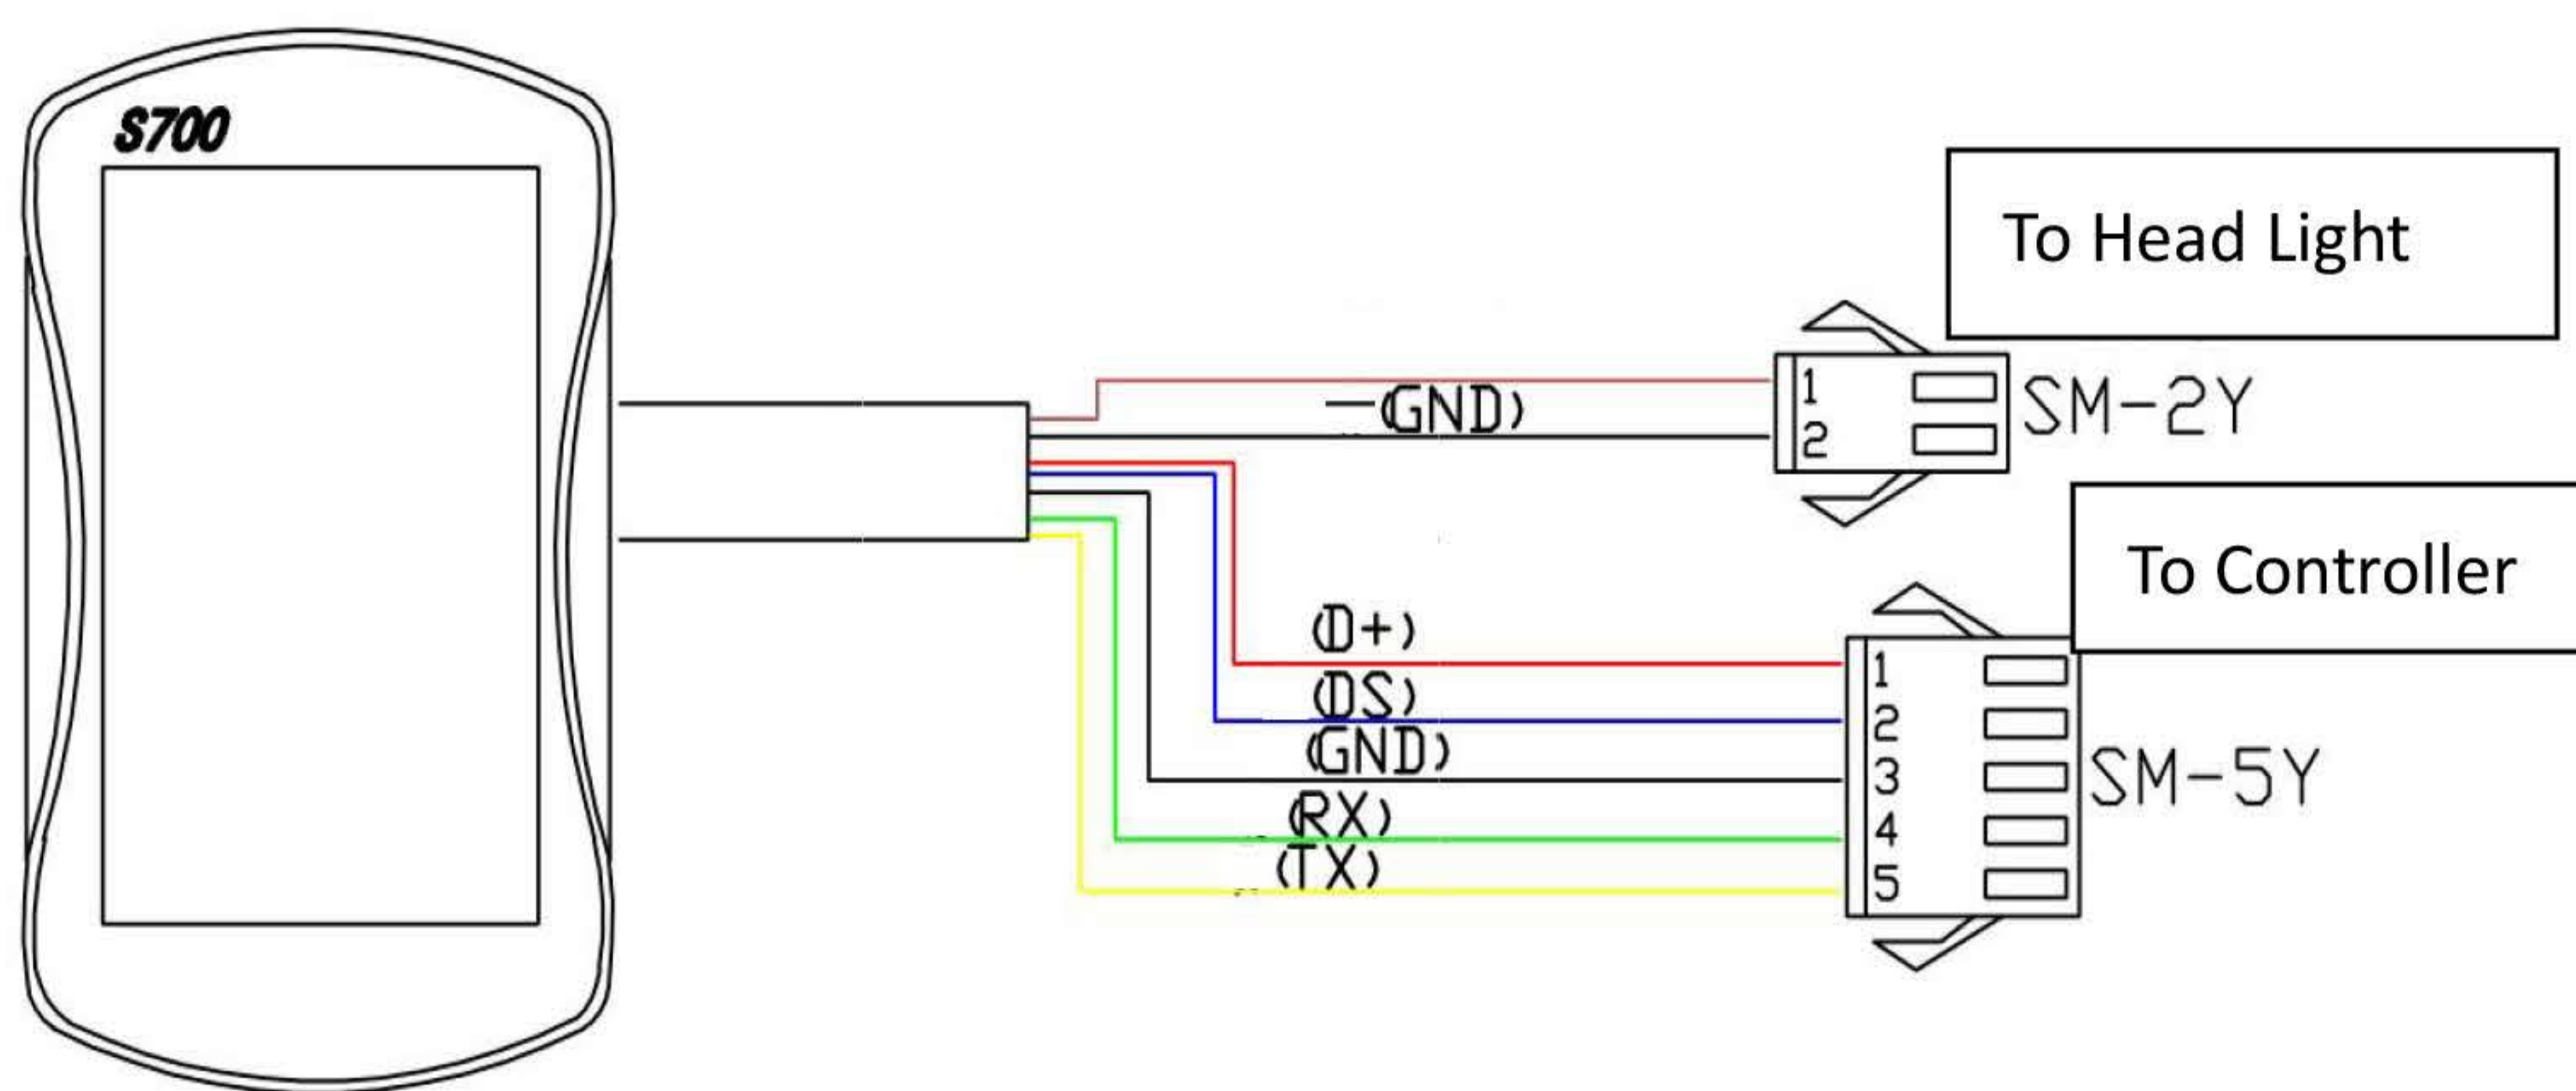 S700
To Head Light
—(GND)
1
2
SM-2Y
To Controller
(D+)
1
(DS)
2
(GND)
3
SM-5Y
(RX)
4
(TX)
5